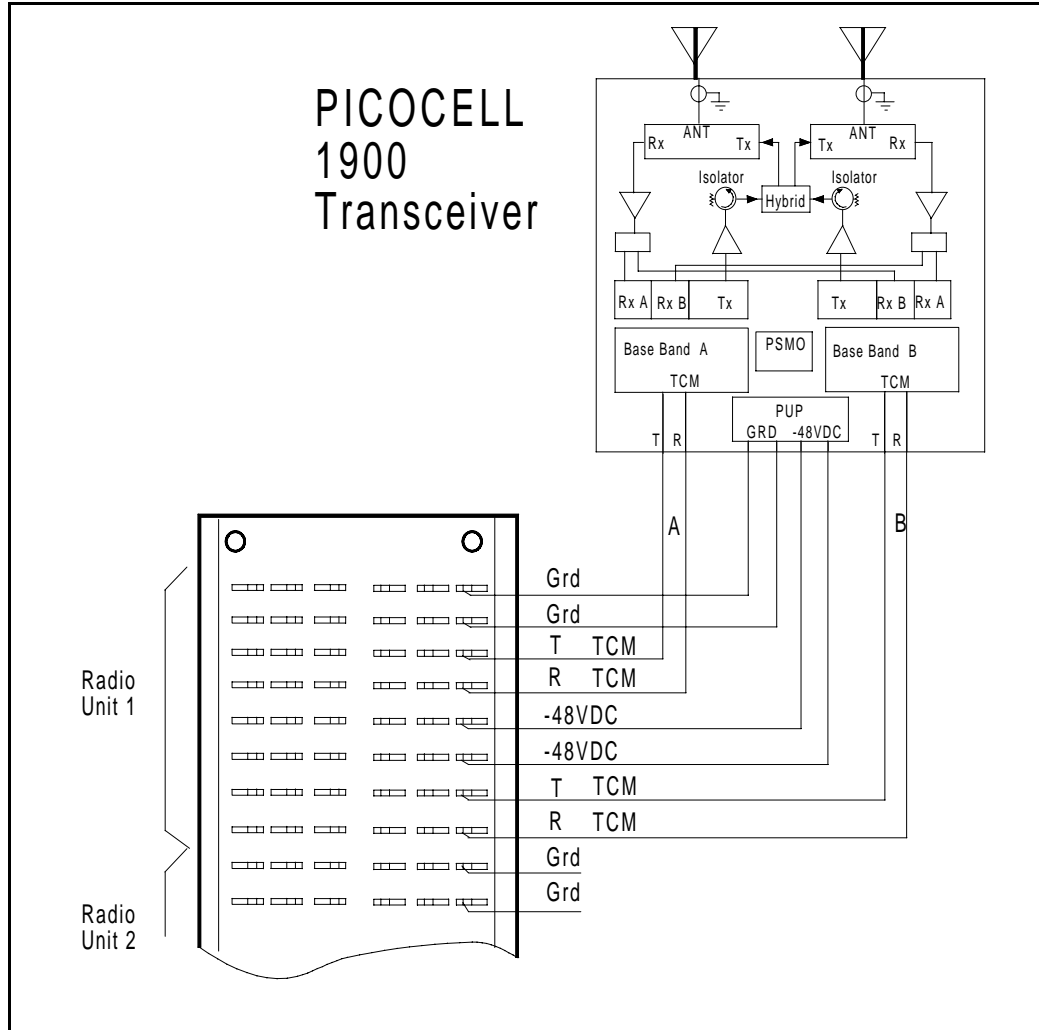 PICOCELL
1900
Transceiver
ANT
Rx
Tx
ANT
Tx
Rx
Isolator
Isolator
Hybrid
Rx A
Rx B
Tx
Tx
Rx B
Rx A
Base Band A
TCM
PSMO
Base Band B
TCM
PUP
GRD -48VDC
T R
T R
A
B
Grd
Grd
T TCM
R TCM
-48VDC
-48VDC
T TCM
R TCM
Grd
Grd
Radio
Unit 1
Radio
Unit 2